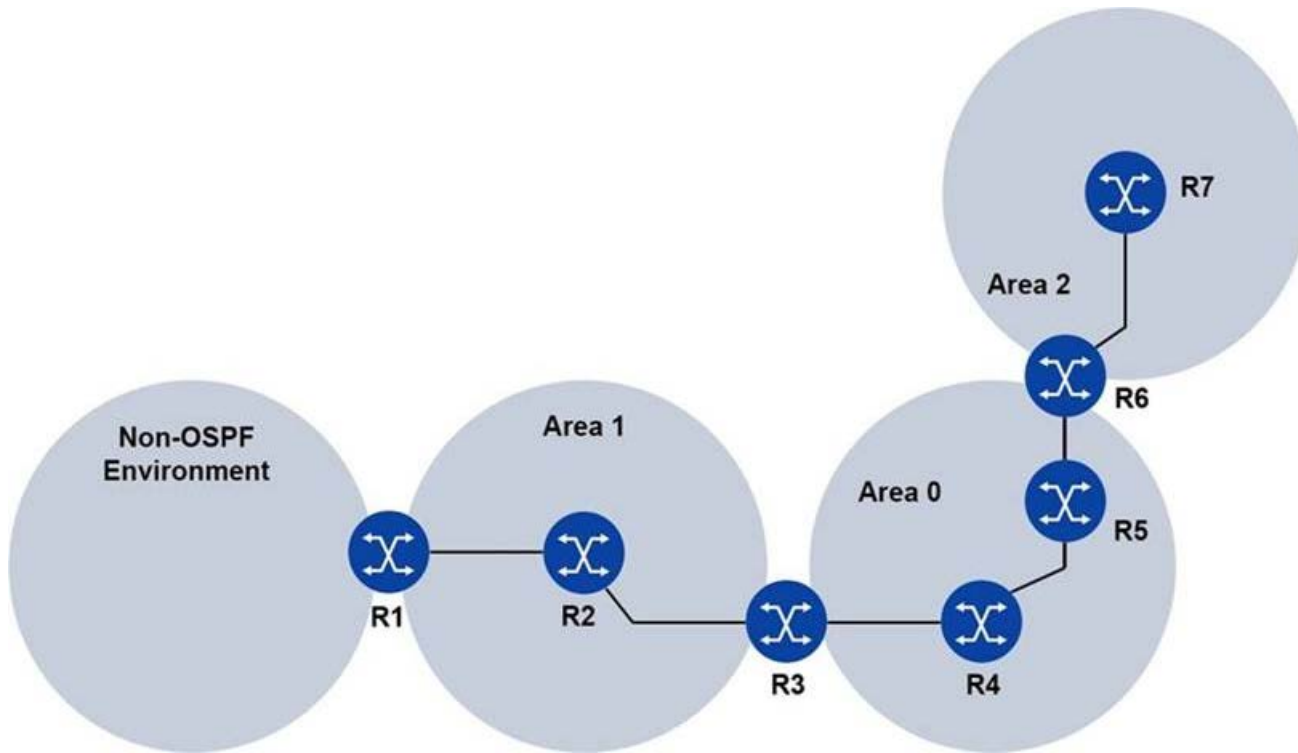 R7
Area 2
R6
Non-OSPF
Environment
Area 1
Area 0
R5
R1
R2
R3
R4